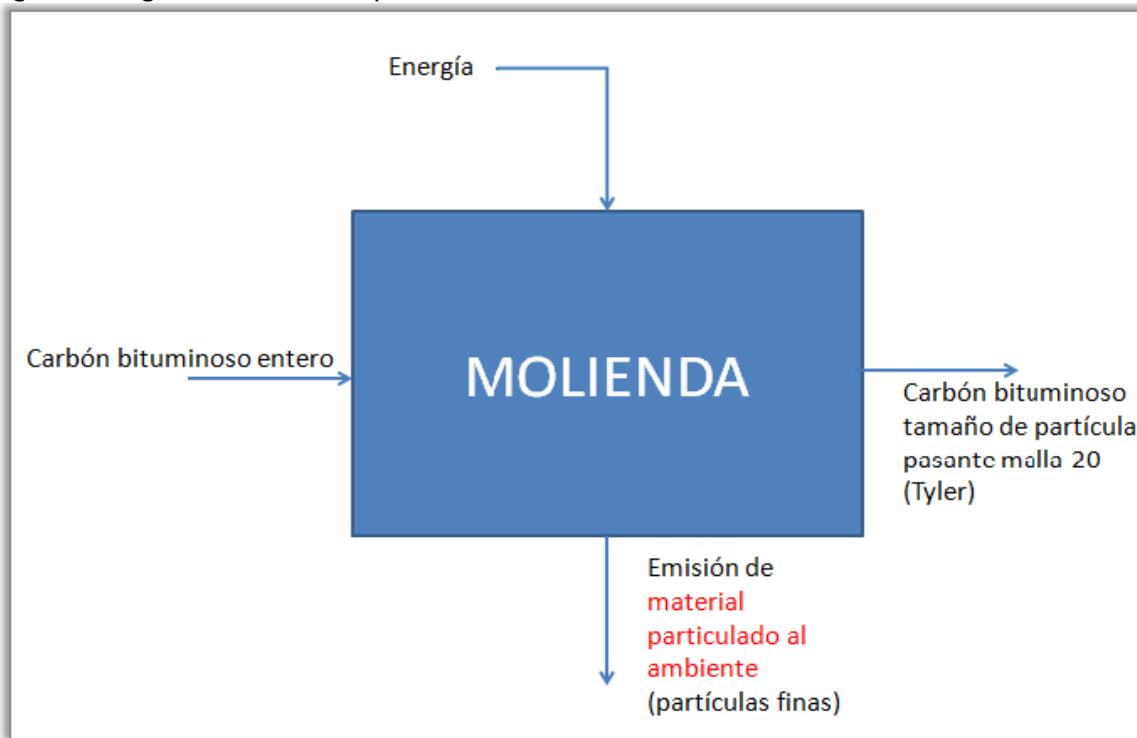 Energía
Carbón bituminoso entero
MOLIENDA
Carbón bituminoso
tamaño de partícula
pasante malla 20
(Tyler)
Emisión de
material
particulado al
ambiente
(partículas finas)